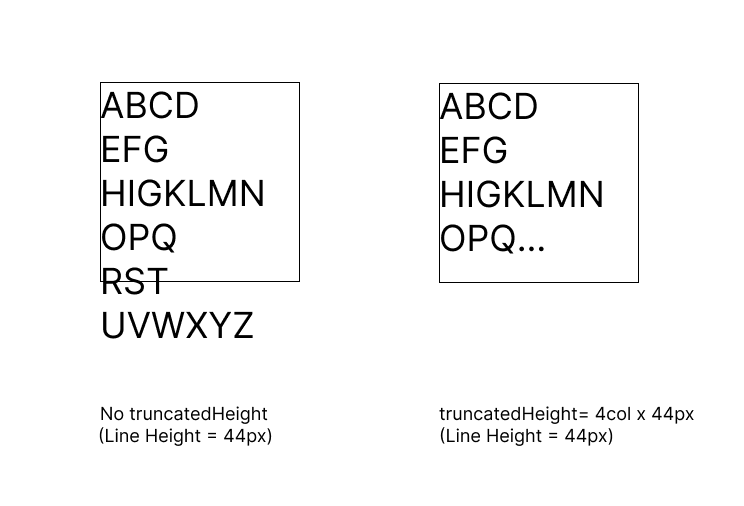 ABCD
EFG
HIGKLMN
OPQ
RST
UVWXYZ
No truncatedHeight
(Line Height = 44px)
ABCD
EFG
HIGKLMN
OPQ...
truncatedHeight= 4col x 44px
(Line Height = 44px)